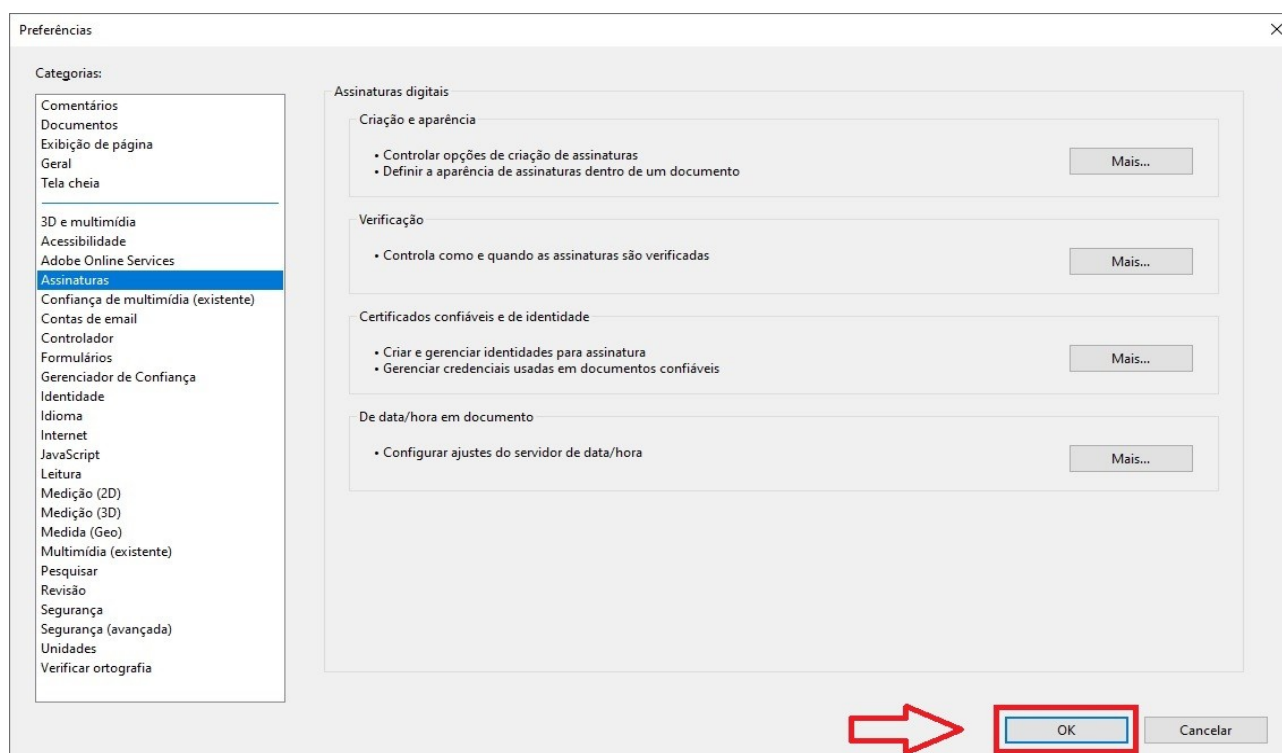 Preferências
Categorias:
Comentários
Documentos
Exibição de página
Geral
Tela cheia
3D e multimídia
Acessibilidade
Adobe Online Services
Assinaturas
Confiança de multimídia (existente)
Contas de email
Controlador
Formulários
Gerenciador de Confiança
Identidade
Idioma
Internet
JavaScript
Leitura
Medição (2D)
Medição (3D)
Medida (Geo)
Multimídia (existente)
Pesquisar
Revisão
Segurança
Segurança (avançada)
Unidades
Verificar ortografia
Assinaturas digitais
Criação e aparência
• Controlar opções de criação de assinaturas
• Definir a aparência de assinaturas dentro de um documento
Mais...
Verificação
• Controla como e quando as assinaturas são verificadas
Mais...
Certificados confiáveis e de identidade
• Criar e gerenciar identidades para assinatura
• Gerenciar credenciais usadas em documentos confiáveis
Mais...
De data/hora em documento
• Configurar ajustes do servidor de data/hora
Mais...
OK
Cancelar